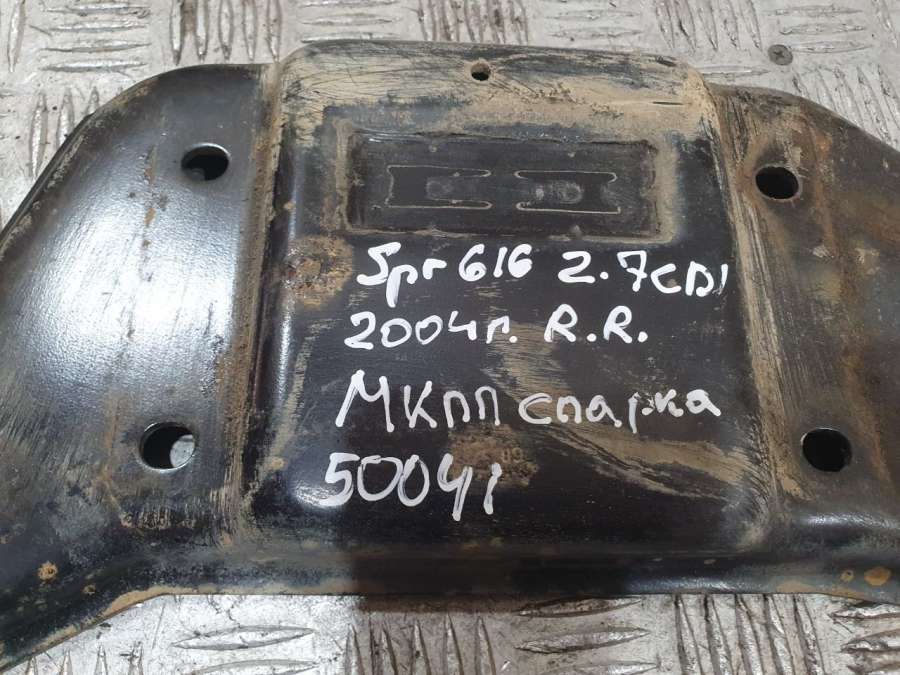 Spr 616 2.7CDI
2004г. R.R.
МКПП спарка
50041